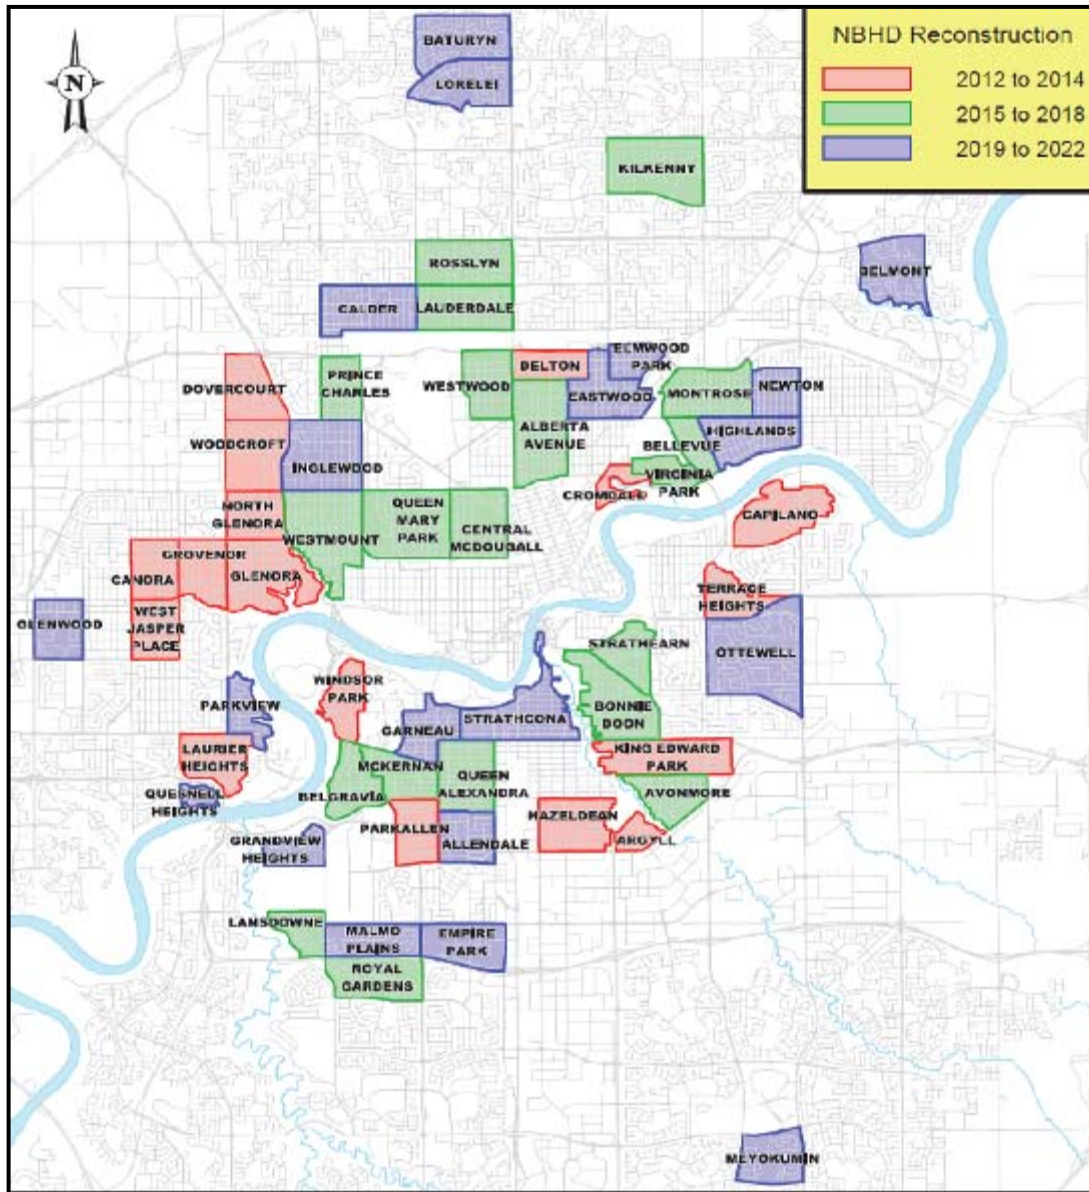 NBHD Reconstruction
2012 to 2014
2015 to 2018
2019 to 2022
N
BATURYN
LORELEI
KILKENNY
BELMONT
ROSSLYN
CALDER
LAUDERDALE
DOVERCOURT
PRINCE
CHARLES
WESTWOOD
DELTON
ELMWOOD
PARK
EASTWOOD
MONTROSE
NEWTON
WOODCROFT
INGLEWOOD
ALBERTA
AVENUE
BELLEVUE
HIGHLANDS
VIRGINIA
PARK
CROMDALE
NORTH
GLENORA
WESTMOUNT
QUEEN
MARY
PARK
CENTRAL
MCDOUGALL
CAPILANO
GROVENOR
CANORA
GLENORA
TERRACE
HEIGHTS
GLENWOOD
WEST
JASPER
PLACE
OTTEWELL
STRATHEARN
WINDSOR
PARK
PARKVIEW
GARNEAU
STRATHCONA
BONNIE
DOON
LAURIER
HEIGHTS
MCKERNAN
KING EDWARD
PARK
QUESNELL
HEIGHTS
BELGRAVIA
QUEEN
ALEXANDRA
AVONMORE
GRANDVIEW
HEIGHTS
PARKALLEN
ALLENDALE
HAZELDEAN
ARGYLL
LANSDOWNE
MALMO
PLAINS
EMPIRE
PARK
ROYAL
GARDENS
MEYOKUMIN